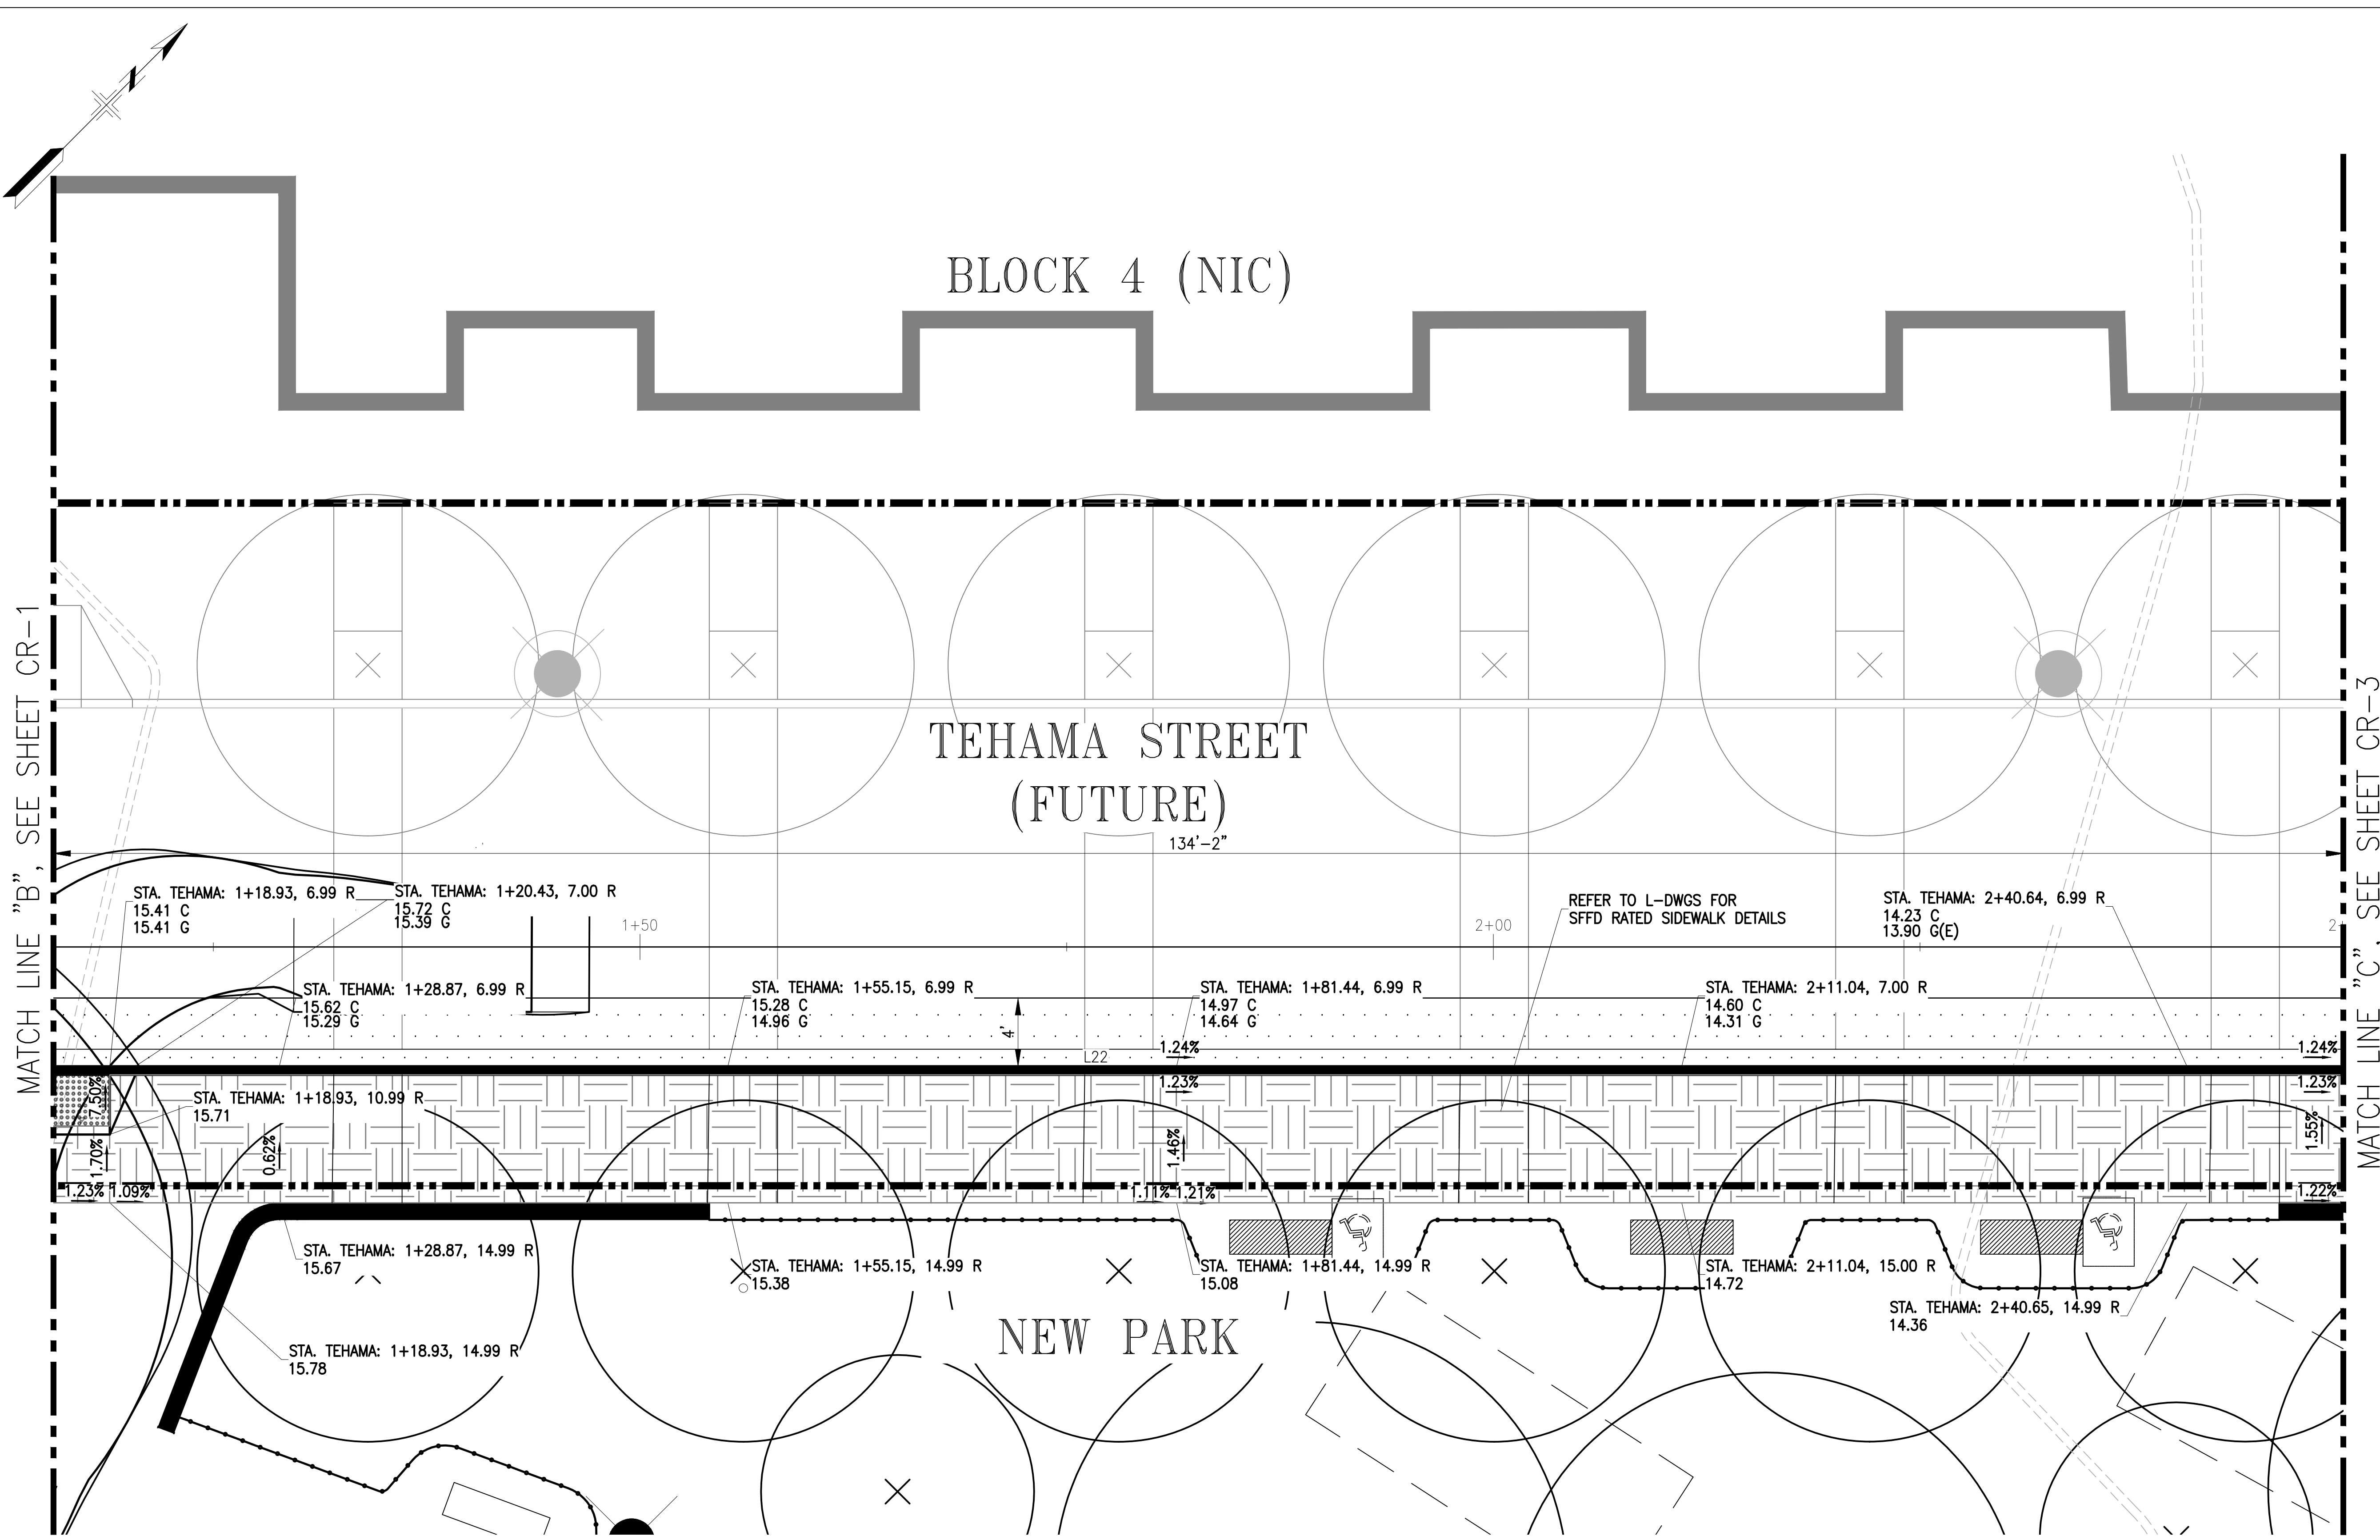 BLOCK 4 (NIC)
MATCH LINE "B", SEE SHEET CR-1
MATCH LINE "C", SEE SHEET CR-3
TEHAMA STREET
(FUTURE)
134'-2"
STA. TEHAMA: 1+18.93, 6.99 R
15.41 C
15.41 G
STA. TEHAMA: 1+20.43, 7.00 R
15.72 C
15.39 G
1+50
2+00
REFER TO L-DWGS FOR
SFFD RATED SIDEWALK DETAILS
STA. TEHAMA: 2+40.64, 6.99 R
14.23 C
13.90 G(E)
2+
STA. TEHAMA: 1+28.87, 6.99 R
15.62 C
15.29 G
STA. TEHAMA: 1+55.15, 6.99 R
15.28 C
14.96 G
4'
STA. TEHAMA: 1+81.44, 6.99 R
14.97 C
14.64 G
STA. TEHAMA: 2+11.04, 7.00 R
14.60 C
14.31 G
L22
1.24%
1.24%
7.50%
STA. TEHAMA: 1+18.93, 10.99 R
15.71
1.23%
1.23%
1.70%
0.62%
1.46%
1.55%
1.23%
1.09%
1.11%
1.21%
1.22%
STA. TEHAMA: 1+28.87, 14.99 R
15.67
STA. TEHAMA: 1+55.15, 14.99 R
15.38
STA. TEHAMA: 1+81.44, 14.99 R
15.08
STA. TEHAMA: 2+11.04, 15.00 R
14.72
STA. TEHAMA: 2+40.65, 14.99 R
14.36
NEW PARK
STA. TEHAMA: 1+18.93, 14.99 R
15.78